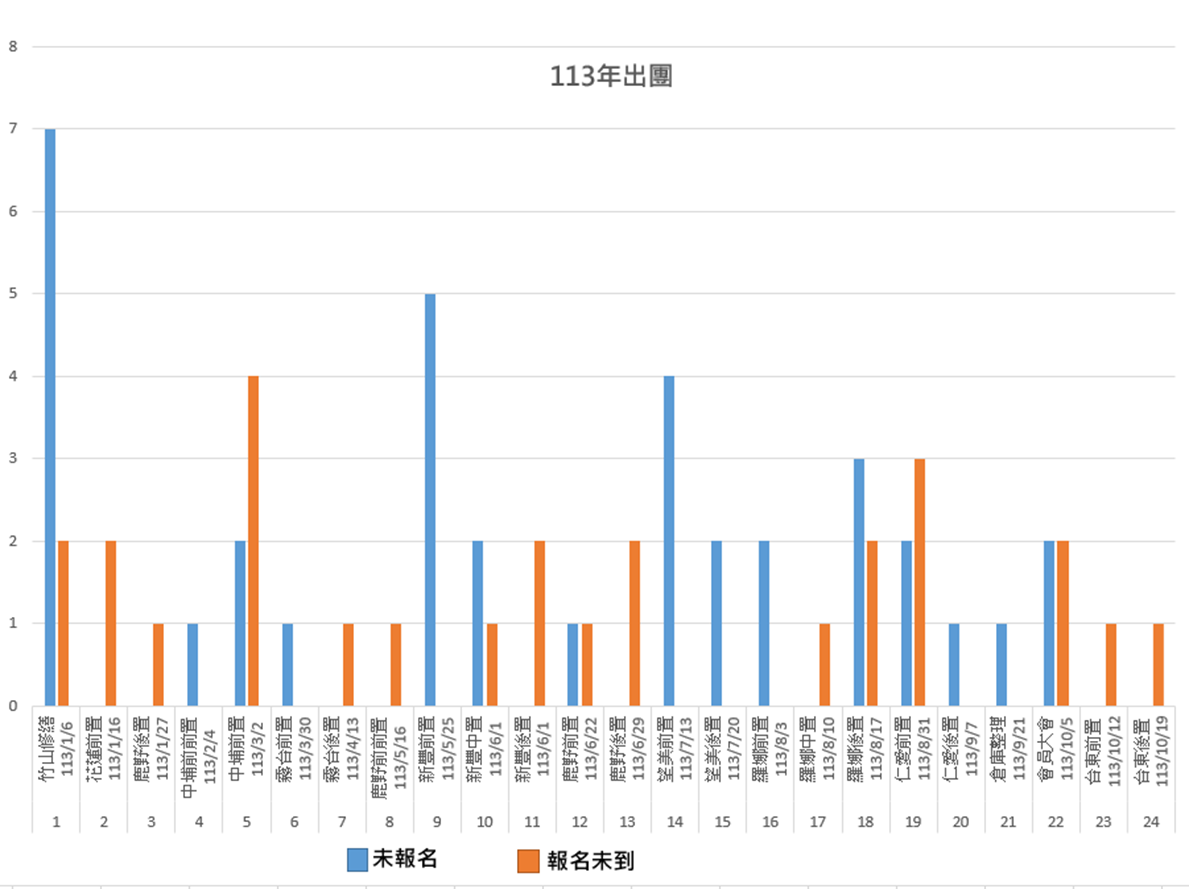 113年出團
8
7
6
5
4
3
2
1
0
竹山修繕
113/1/6
花蓮前置
113/1/16
鹿野後置
113/1/27
中埔前前置
113/2/4
中埔前置
113/3/2
霧台前置
113/3/30
霧台後置
113/4/13
鹿野前前置
113/5/16
新豐前置
113/5/25
新豐中置
113/6/1
新豐後置
113/6/1
鹿野前置
113/6/22
鹿野後置
113/6/29
望美前置
113/7/13
望美後置
113/7/20
羅娜前置
113/8/3
羅娜中置
113/8/10
羅娜後置
113/8/17
仁愛前置
113/8/31
仁愛後置
113/9/7
倉庫整理
113/9/21
會員大會
113/10/5
台東前置
113/10/12
台東後置
113/10/19
1 2 3 4 5 6 7 8 9 10 11 12 13 14 15 16 17 18 19 20 21 22 23 24
未報名 報名未到